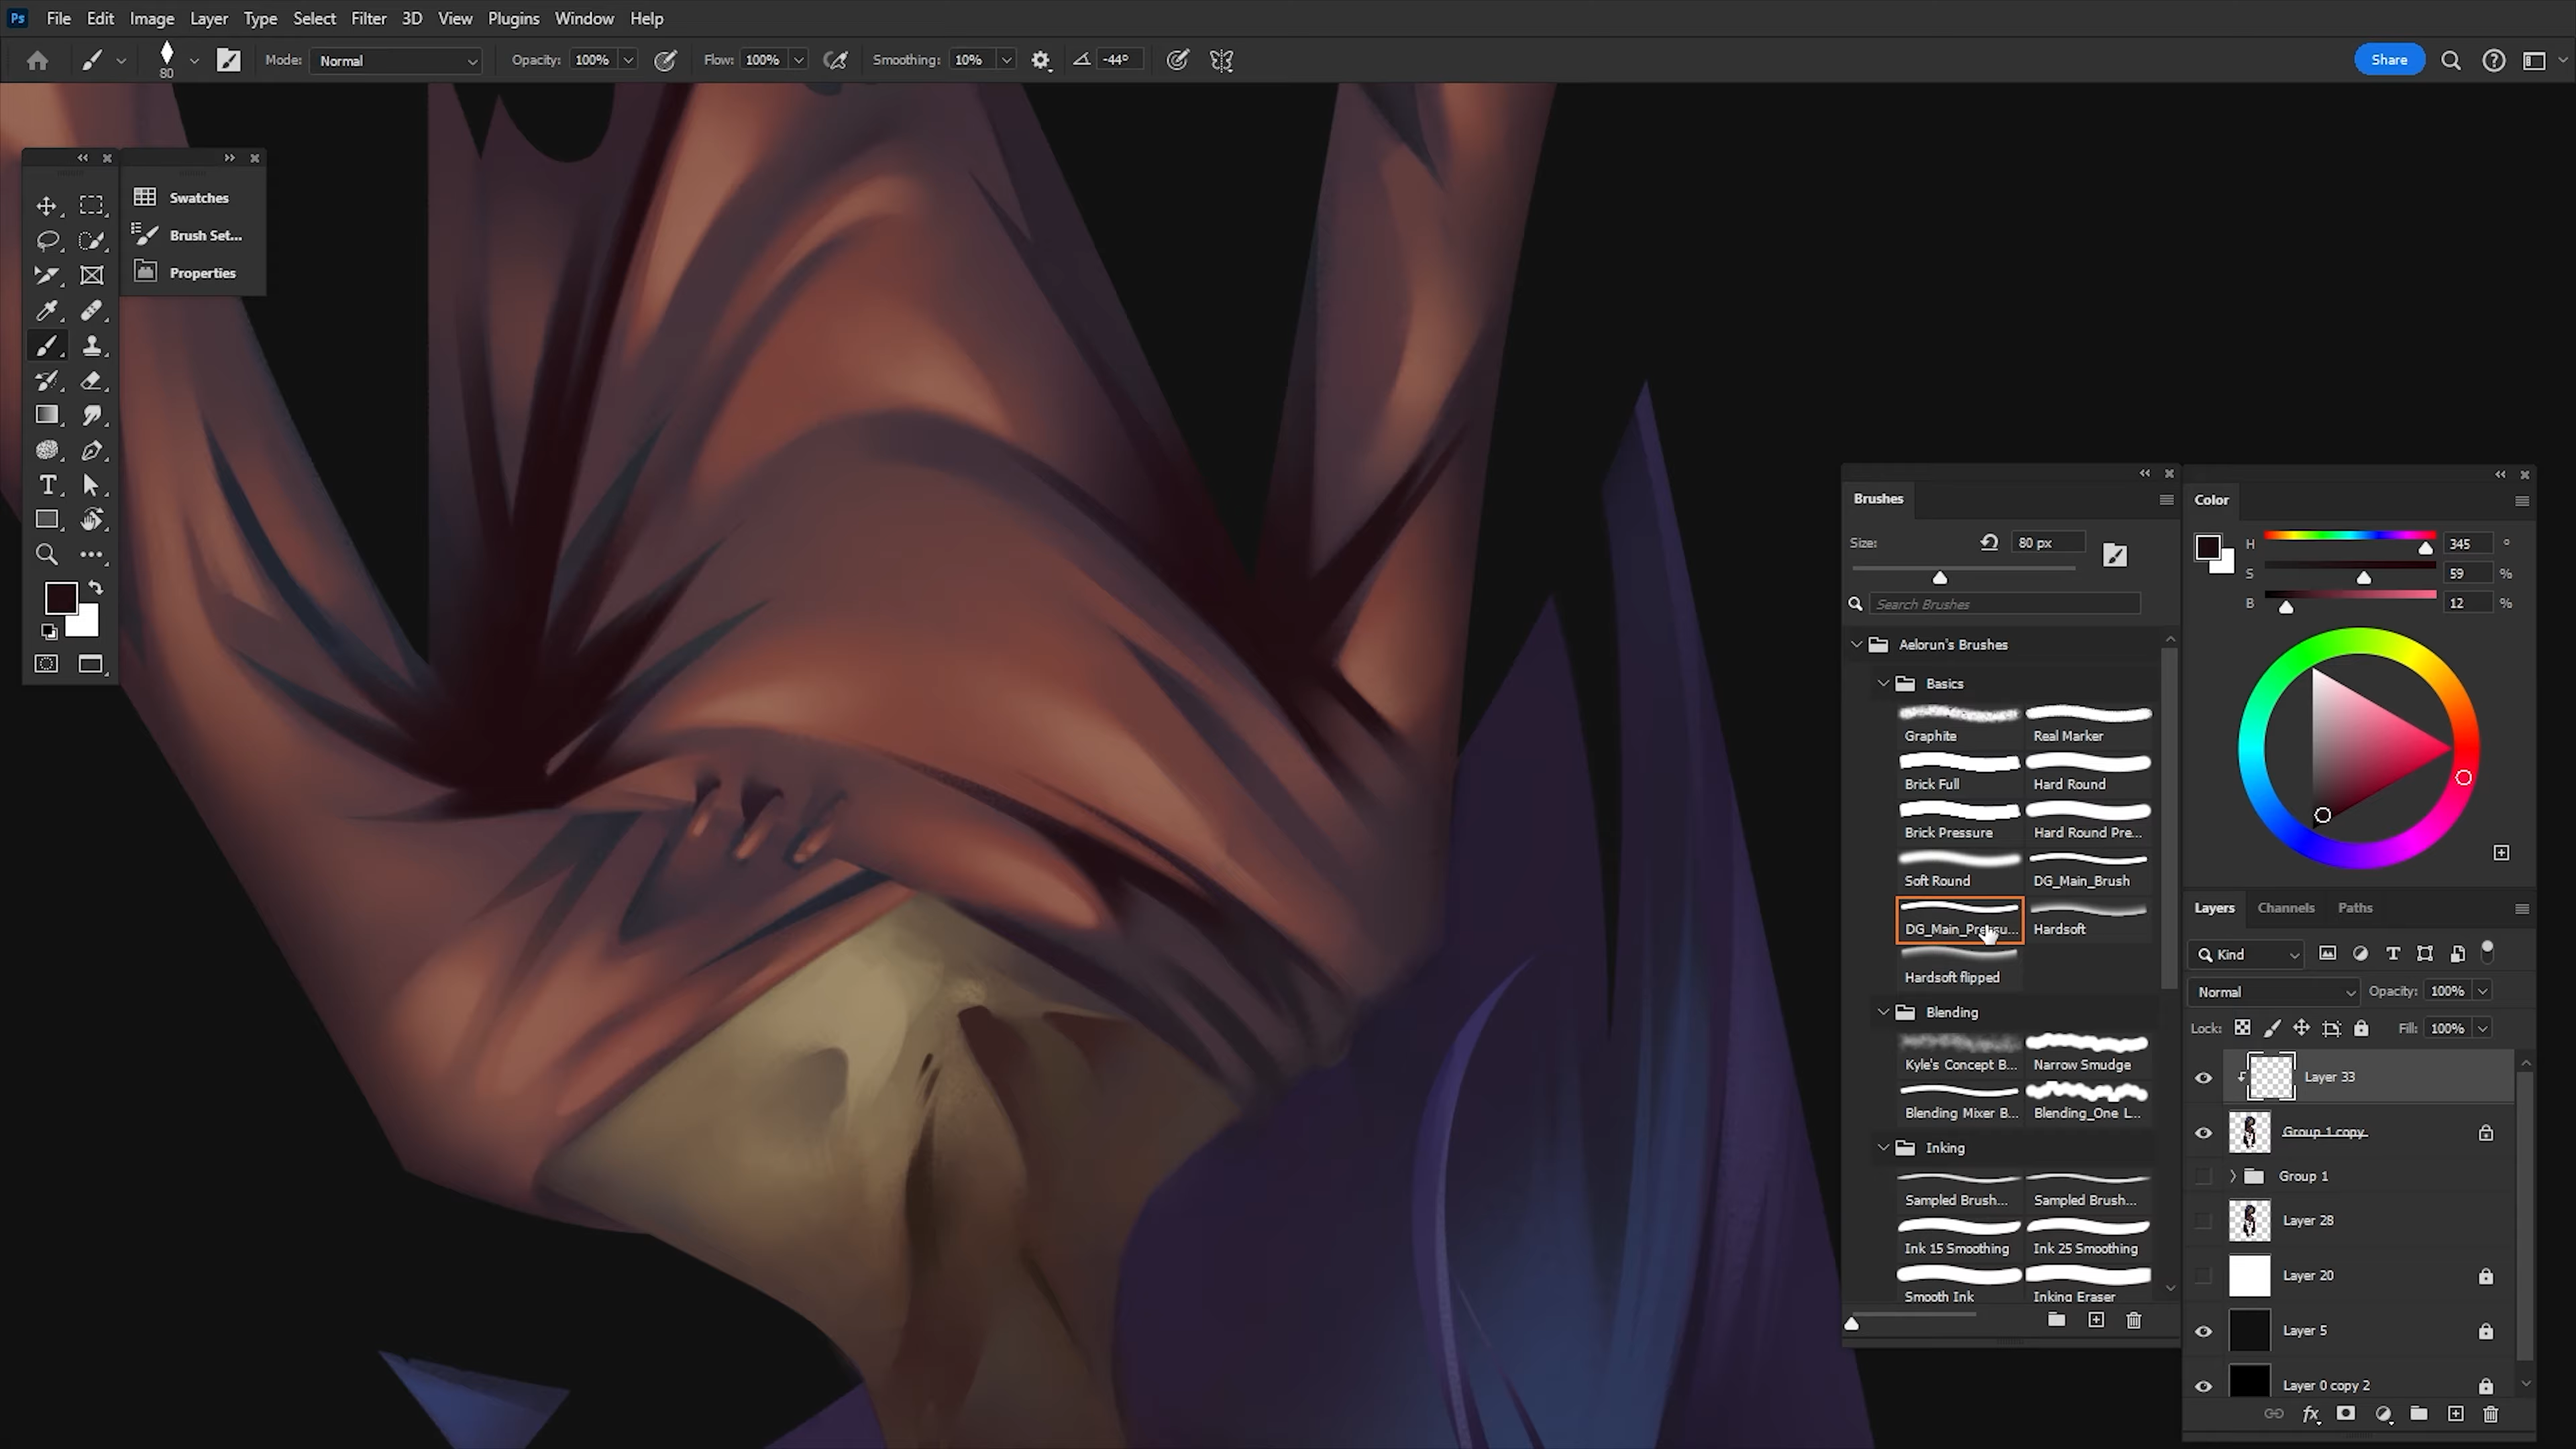 Ps File Edit Image Layer Type Select Filter 3D View Plugins Window Help
80 Mode: Normal Opacity: 100% Flow: 100% Smoothing: 10% -44° Share
Swatches
Brush Set...
Properties
Brushes
Size: 80 px
Search Brushes
Aelorun's Brushes
Basics
Graphite Real Marker
Brick Full Hard Round
Brick Pressure Hard Round Pre...
Soft Round DG_Main_Brush
DG_Main_Pressu... Hardsoft
Hardsoft flipped
Blending
Kyle's Concept B... Narrow Smudge
Blending Mixer B... Blending_One L...
Inking
Sampled Brush... Sampled Brush...
Ink 15 Smoothing Ink 25 Smoothing
Smooth Ink Inking Eraser
Color
H 345 °
S 59 %
B 12 %
Layers Channels Paths
Kind T
Normal Opacity: 100%
Lock: Fill: 100%
Layer 33
Group 1 copy
Group 1
Layer 28
Layer 20
Layer 5
Layer 0 copy 2
fx